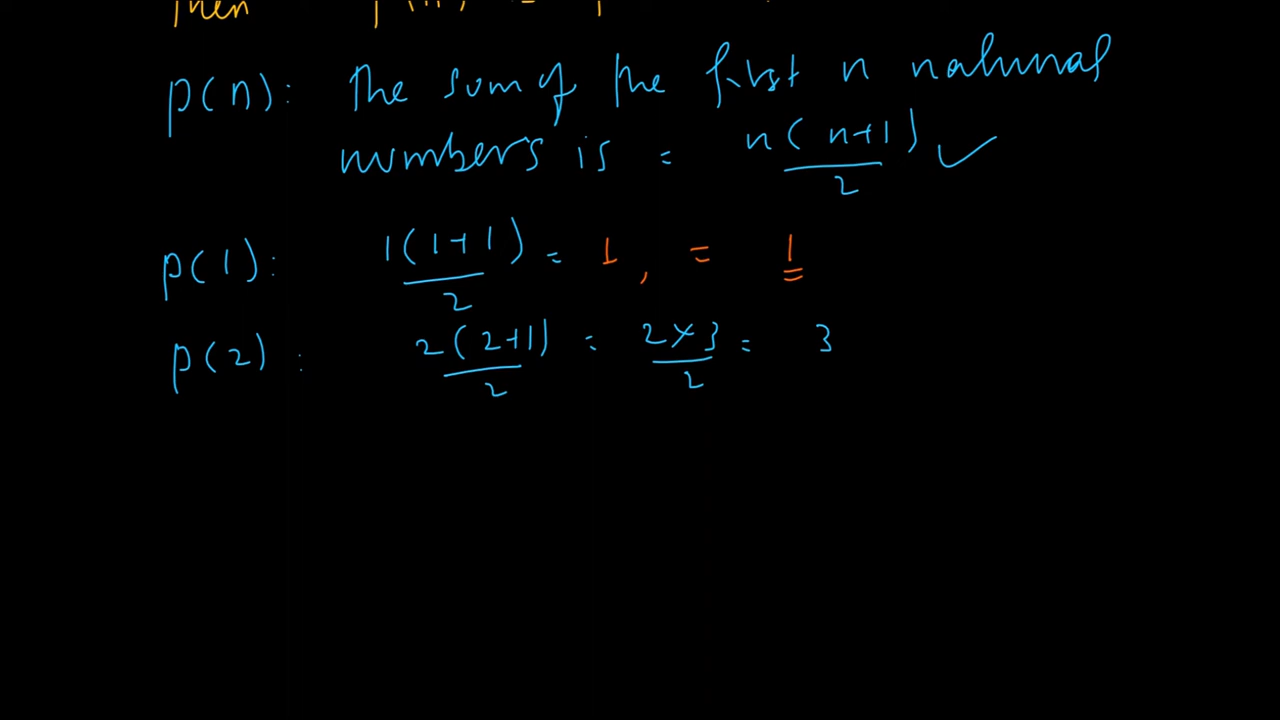 Then
p(n): The sum of the first n natural
numbers is = n(n+1)/2 ✓
p(1): 1(1+1)/2 = 1, = 1
p(2): 2(2+1)/2 = 2×3/2 = 3